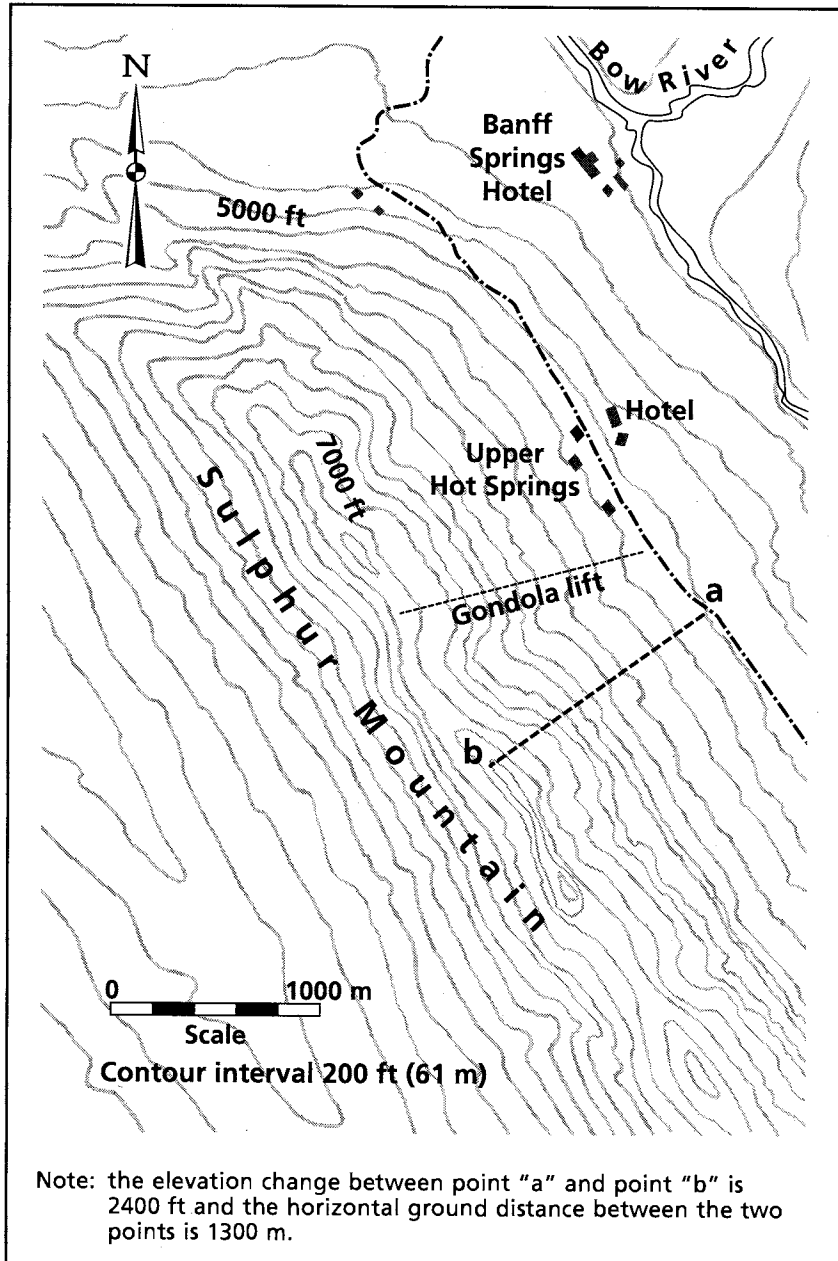 N
Bow River
Banff
Springs
Hotel
5000 ft
Hotel
7000 ft
Upper
Hot Springs
Sulphur Mountain
Gondola lift
a
b
0 1000 m
Scale
Contour interval 200 ft (61 m)
Note: the elevation change between point "a" and point "b" is
2400 ft and the horizontal ground distance between the two
points is 1300 m.